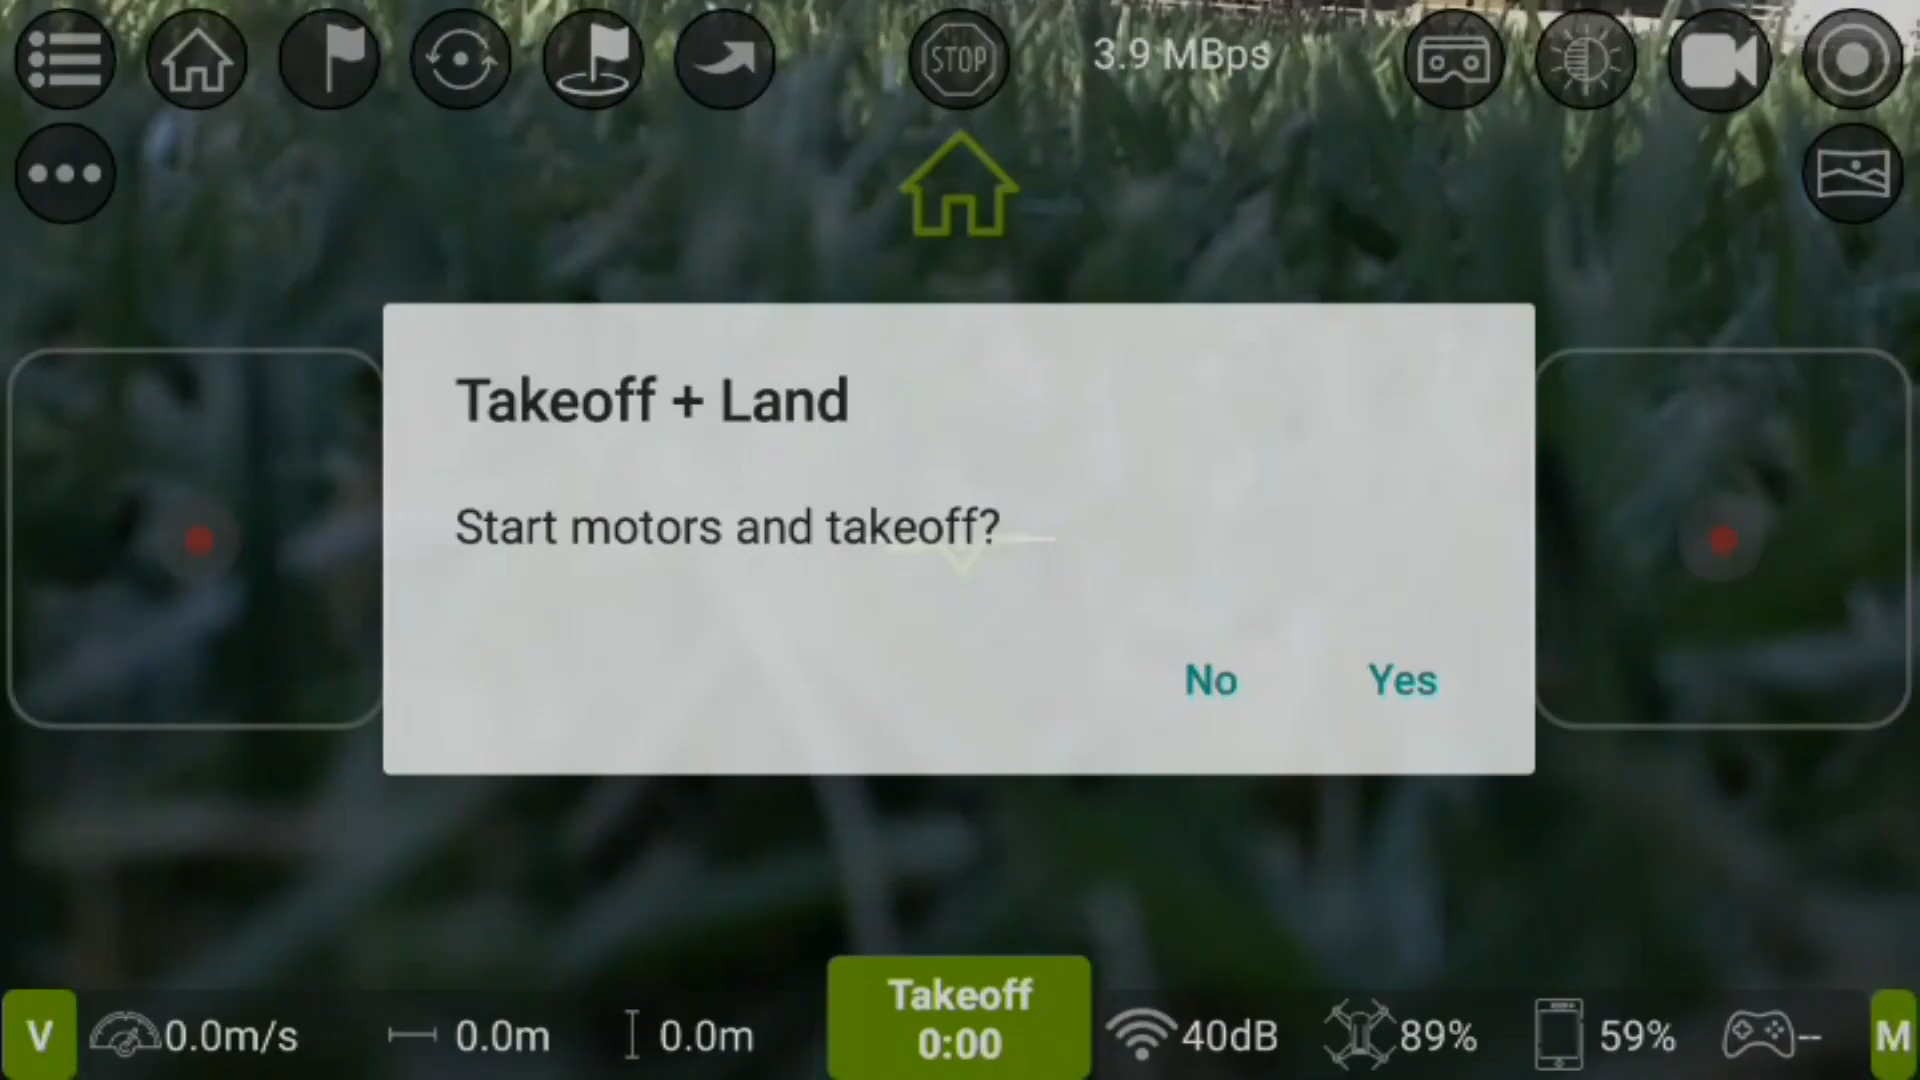 STOP
3.9 MBps
Takeoff + Land
Start motors and takeoff?
No
Yes
V
0.0m/s
0.0m
0.0m
Takeoff
0:00
40dB
89%
59%
--
M